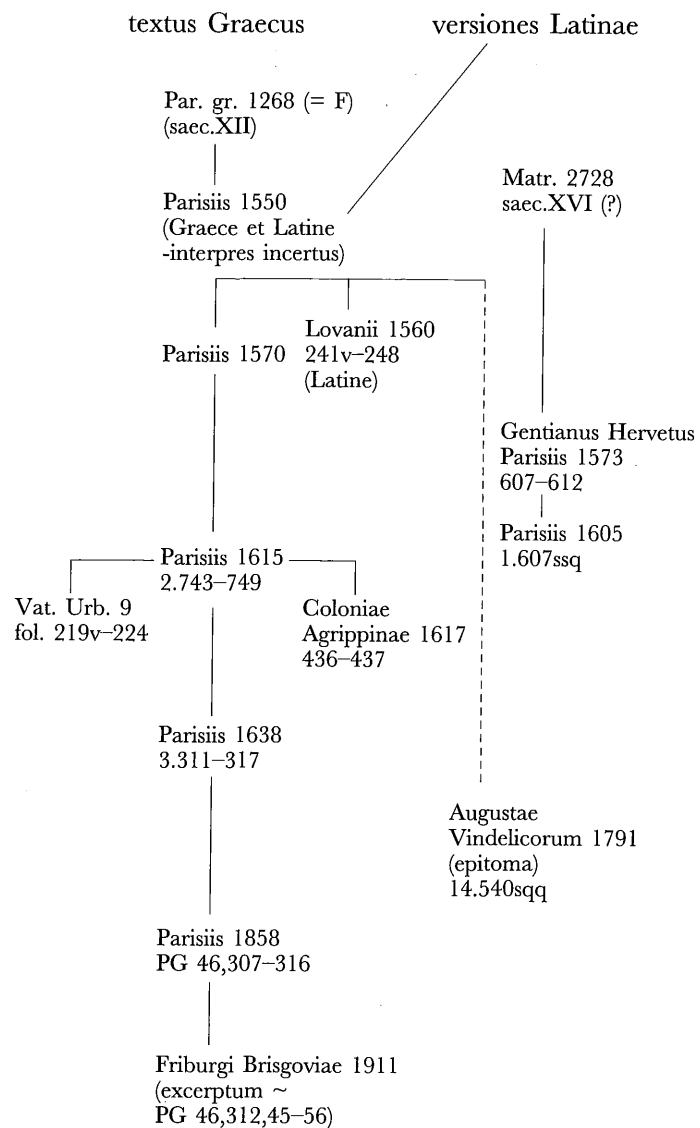 textus Graecus
versiones Latinae
Par. gr. 1268 (= F)
(saec.XII)
Matr. 2728
saec.XVI (?)
Parisiis 1550
(Graece et Latine
-interpres incertus)
Parisiis 1570
Lovanii 1560
241v–248
(Latine)
Gentianus Hervetus
Parisiis 1573
607–612
Parisiis 1605
1.607ssq
Parisiis 1615
2.743–749
Vat. Urb. 9
fol. 219v–224
Coloniae
Agrippinae 1617
436–437
Parisiis 1638
3.311–317
Augustae
Vindelicorum 1791
(epitoma)
14.540sqq
Parisiis 1858
PG 46,307–316
Friburgi Brisgoviae 1911
(excerptum ~
PG 46,312,45–56)